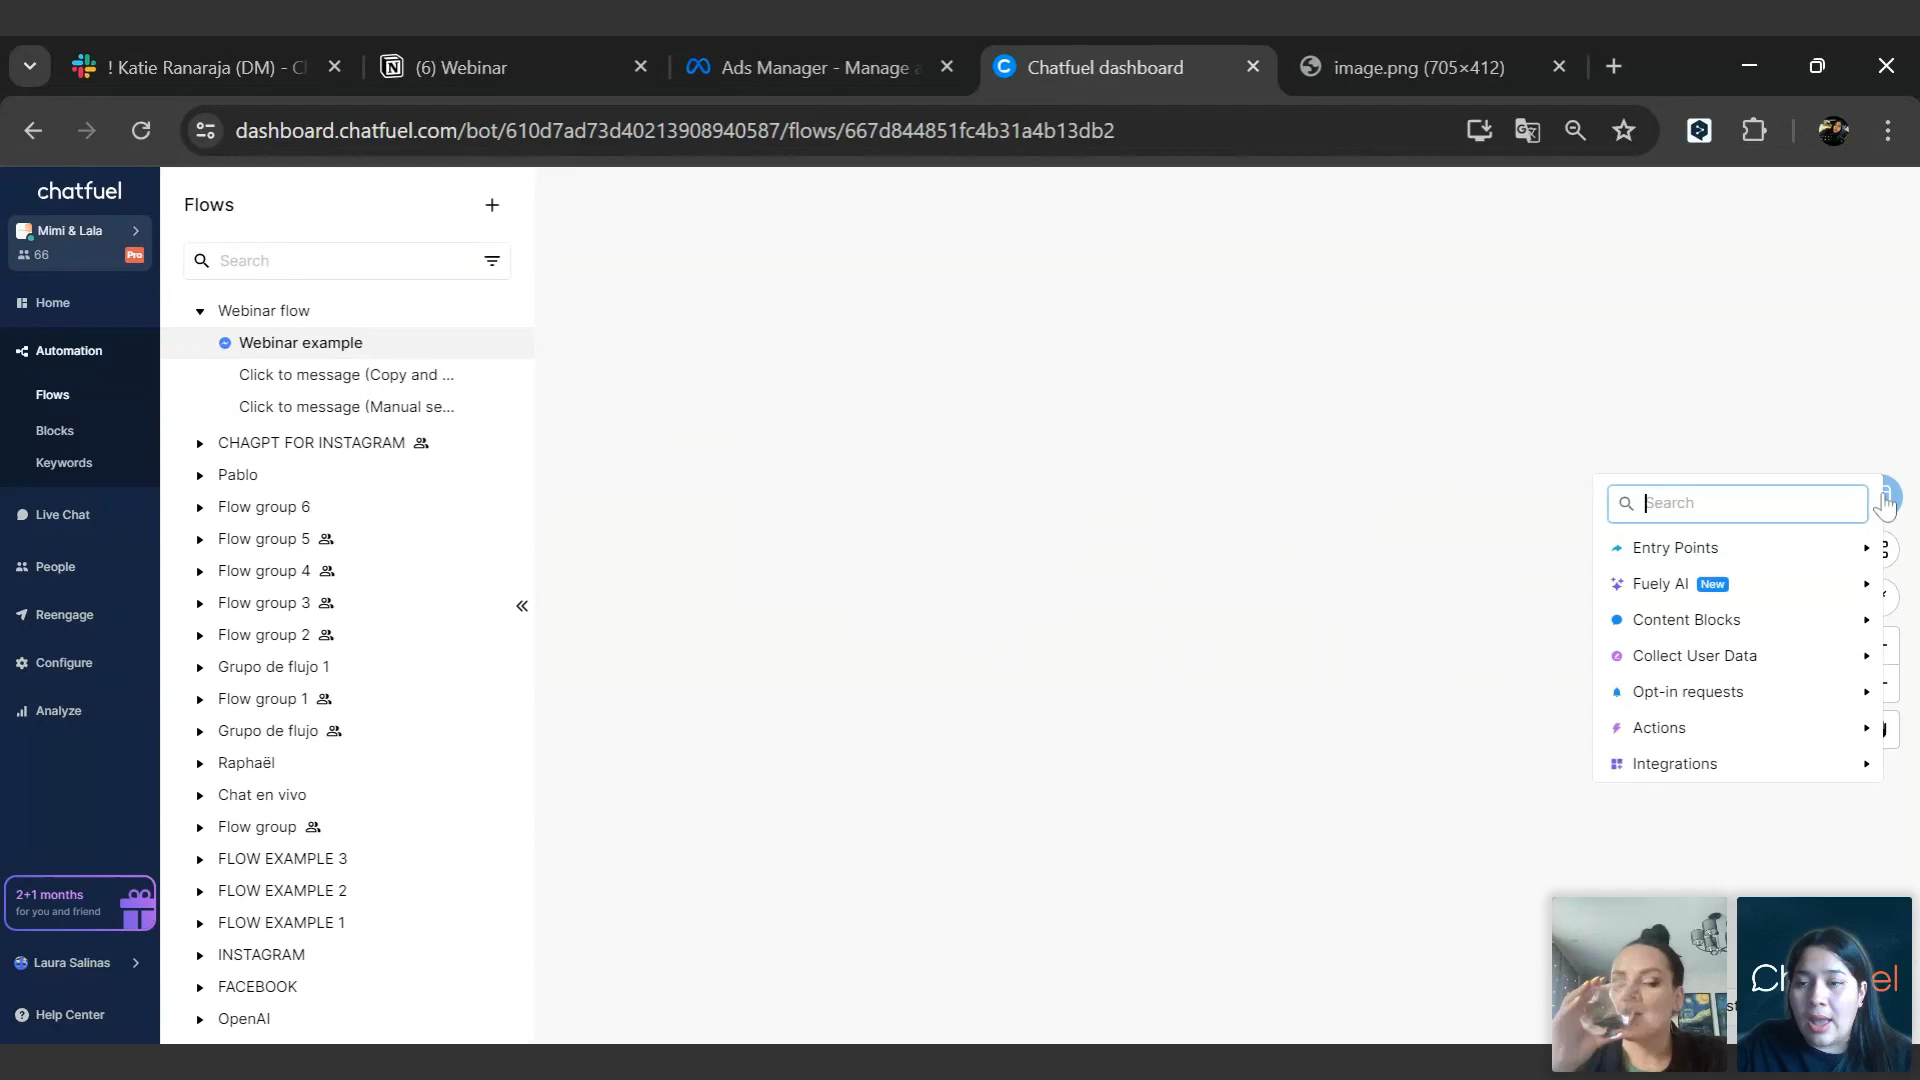 ! Katie Ranaraja (DM) - C
(6) Webinar
Ads Manager - Manage a
Chatfuel dashboard
image.png (705×412)
dashboard.chatfuel.com/bot/610d7ad73d40213908940587/flows/667d844851fc4b31a4b13db2
chatfuel
Mimi & Lala
66
Pro
Home
Automation
Flows
Blocks
Keywords
Live Chat
People
Reengage
Configure
Analyze
2+1 months
for you and friend
Laura Salinas
Help Center
Flows
Search
Webinar flow
Webinar example
Click to message (Copy and ...
Click to message (Manual se...
CHAGPT FOR INSTAGRAM
Pablo
Flow group 6
Flow group 5
Flow group 4
Flow group 3
Flow group 2
Grupo de flujo 1
Flow group 1
Grupo de flujo
Raphaël
Chat en vivo
Flow group
FLOW EXAMPLE 3
FLOW EXAMPLE 2
FLOW EXAMPLE 1
INSTAGRAM
FACEBOOK
OpenAI
Search
Entry Points
Fuely AI New
Content Blocks
Collect User Data
Opt-in requests
Actions
Integrations